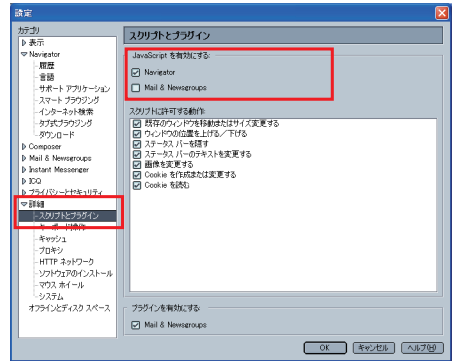 設定
カテゴリ
表示
Navigator
履歴
言語
サポート アプリケーション
スマート ブラウジング
インターネット検索
タブ式ブラウジング
ダウンロード
Composer
Mail & Newsgroups
Instant Messenger
ICQ
プライバシーとセキュリティ
詳細
スクリプトとプラグイン
キーボード操作
キャッシュ
プロキシ
HTTP ネットワーク
ソフトウェアのインストール
マウス ホイール
システム
オフラインとディスク スペース
スクリプトとプラグイン
JavaScript を有効にする:
Navigator
Mail & Newsgroups
スクリプトに許可する動作:
既存のウィンドウを移動またはサイズ変更する
ウィンドウの位置を上げる／下げる
ステータス バーを隠す
ステータス バーのテキストを変更する
画像を変更する
Cookie を作成または変更する
Cookie を読む
プラグインを有効にする:
Mail & Newsgroups
OK
キャンセル
ヘルプ(H)